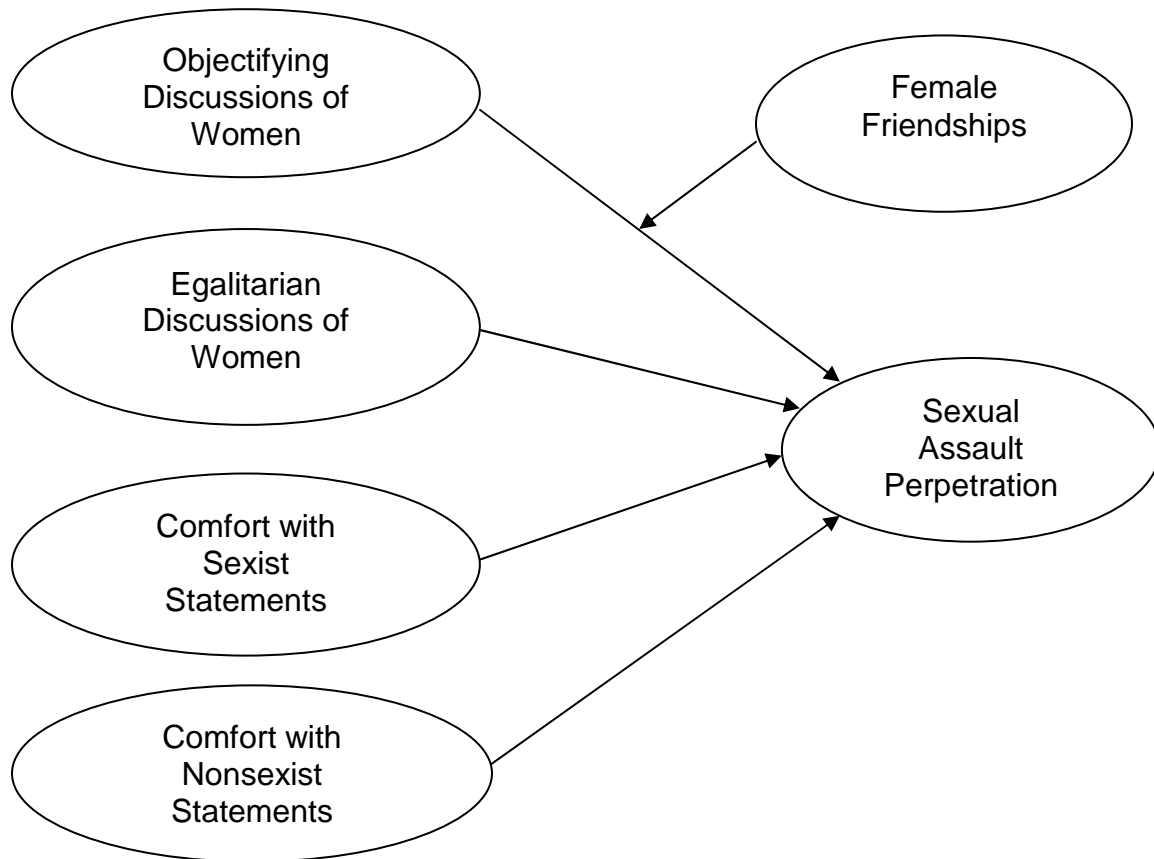 Objectifying
Discussions of
Women
Female
Friendships
Egalitarian
Discussions of
Women
Sexual
Assault
Perpetration
Comfort with
Sexist
Statements
Comfort with
Nonsexist
Statements